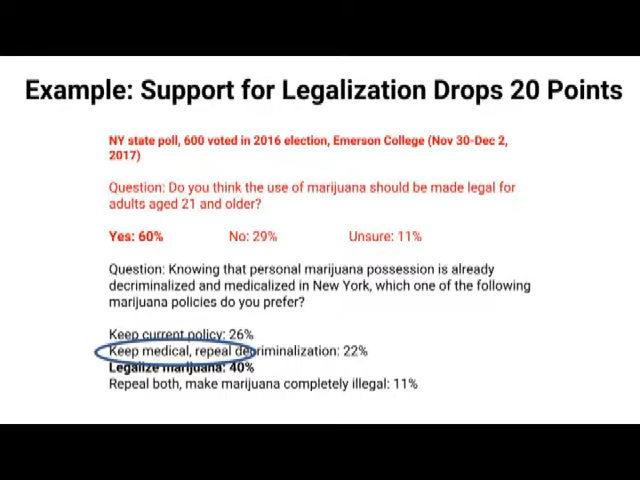 Example: Support for Legalization Drops 20 Points
NY state poll, 600 voted in 2016 election, Emerson College (Nov 30-Dec 2,
2017)
Question: Do you think the use of marijuana should be made legal for
adults aged 21 and older?
Yes: 60% No: 29% Unsure: 11%
Question: Knowing that personal marijuana possession is already
decriminalized and medicalized in New York, which one of the following
marijuana policies do you prefer?
Keep current policy: 26%
Keep medical, repeal decriminalization: 22%
Legalize marijuana: 40%
Repeal both, make marijuana completely illegal: 11%